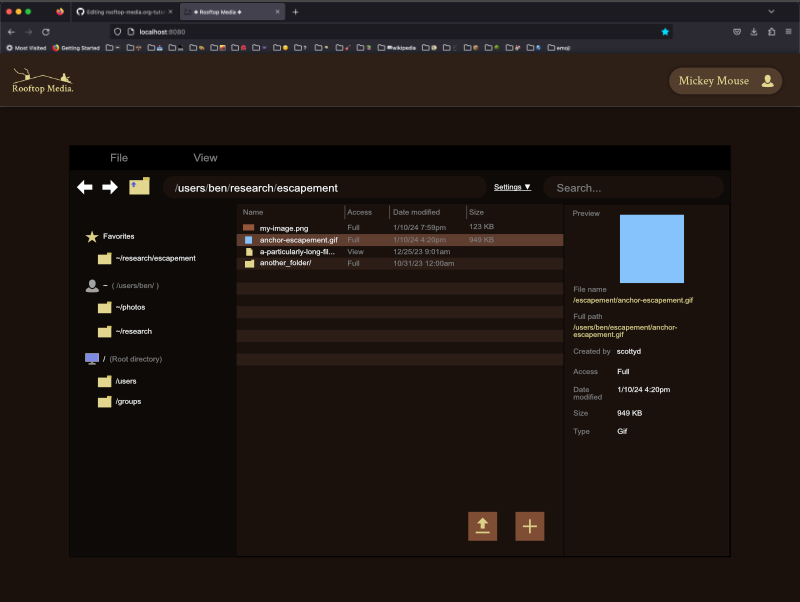 Editing rooftop-media.org-tutor
Rooftop Media
localhost:8080
Most Visited
Getting Started
wikipedia
emoji
Rooftop Media.
Mickey Mouse
File
View
/users/ben/research/escapement
Settings ▼
Search...
Favorites
~/research/escapement
~ ( /users/ben/ )
~/photos
~/research
/ (Root directory)
/users
/groups
Name Access Date modified Size
my-image.png Full 1/10/24 7:59pm 123 KB
anchor-escapement.gif Full 1/10/24 4:20pm 949 KB
a-particularly-long-fil... View 12/25/23 9:01am
another_folder/ Full 10/31/23 12:00am
Preview
File name
/escapement/anchor-escapement.gif
Full path
/users/ben/escapement/anchor-
escapement.gif
Created by scottyd
Access Full
Date
modified 1/10/24 4:20pm
Size 949 KB
Type Gif